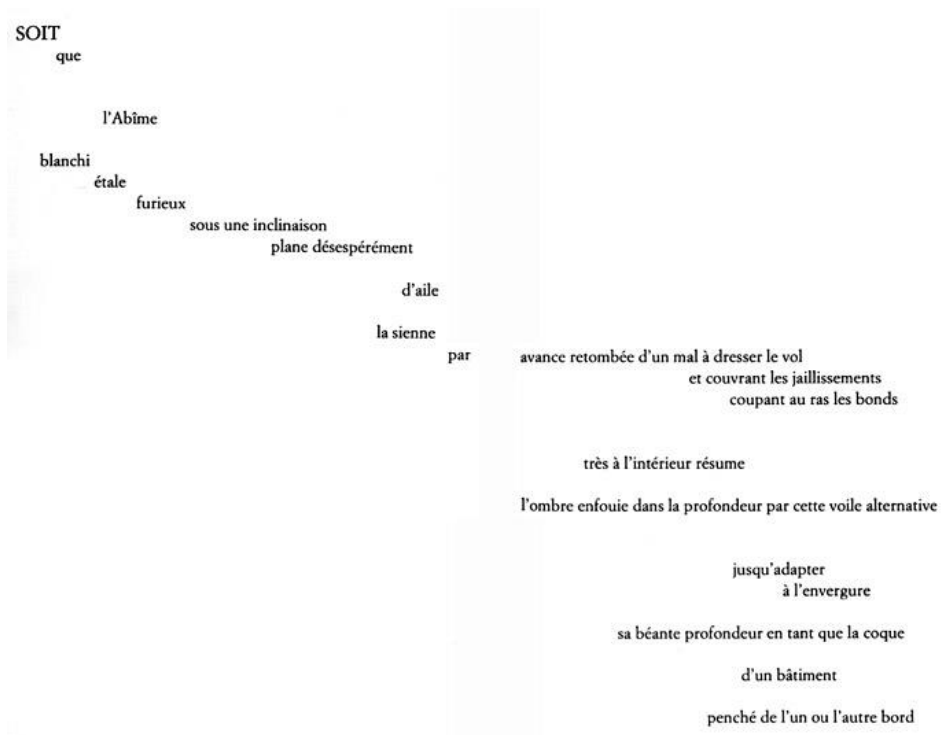 SOIT
que
l'Abîme
blanchi
étale
furieux
sous une inclinaison
plane désespérément
d'aile
la sienne
par avance retombée d'un mal à dresser le vol
et couvrant les jaillissements
coupant au ras les bonds
très à l'intérieur résume
l'ombre enfouie dans la profondeur par cette voile alternative
jusqu'adapter
à l'envergure
sa béante profondeur en tant que la coque
d'un bâtiment
penché de l'un ou l'autre bord